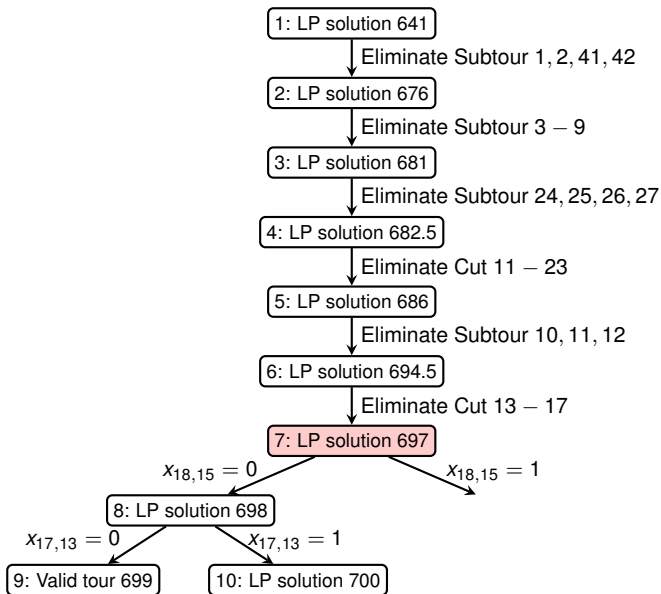 1: LP solution 641
Eliminate Subtour 1, 2, 41, 42
2: LP solution 676
Eliminate Subtour 3 − 9
3: LP solution 681
Eliminate Subtour 24, 25, 26, 27
4: LP solution 682.5
Eliminate Cut 11 − 23
5: LP solution 686
Eliminate Subtour 10, 11, 12
6: LP solution 694.5
Eliminate Cut 13 − 17
7: LP solution 697
x18,15 = 0
x18,15 = 1
8: LP solution 698
x17,13 = 0
x17,13 = 1
9: Valid tour 699
10: LP solution 700